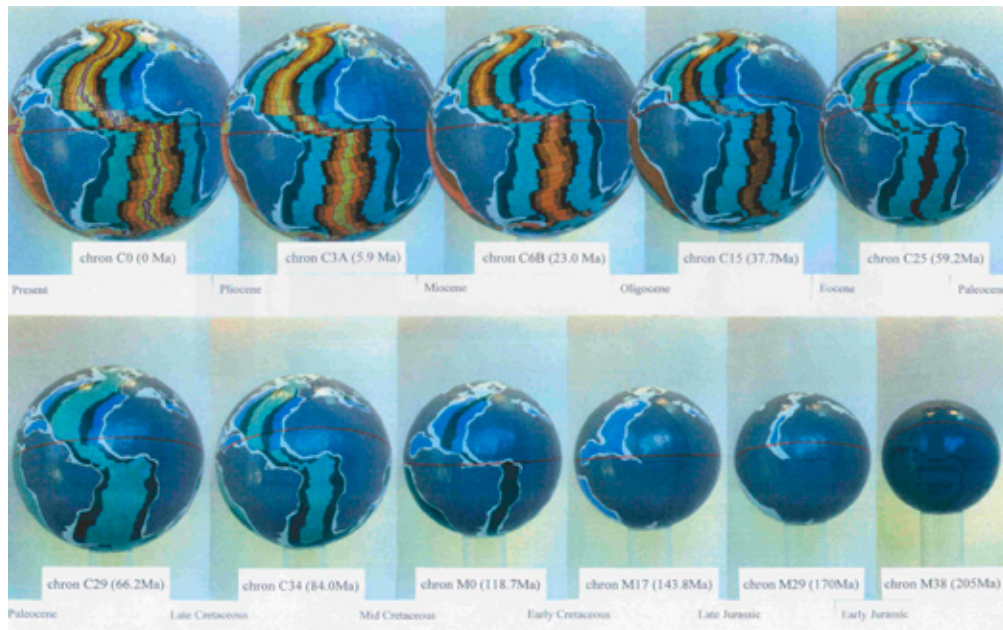 chron C0 (0 Ma)
chron C3A (5.9 Ma)
chron C6B (23.0 Ma)
chron C15 (37.7Ma)
chron C25 (59.2Ma)
Present
Pliocene
Miocene
Oligocene
Eocene
Paleocene
chron C29 (66.2Ma)
chron C34 (84.0Ma)
chron M0 (118.7Ma)
chron M17 (143.8Ma)
chron M29 (170Ma)
chron M38 (205Ma)
Paleocene
Late Cretaceous
Mid Cretaceous
Early Cretaceous
Late Jurassic
Early Jurassic